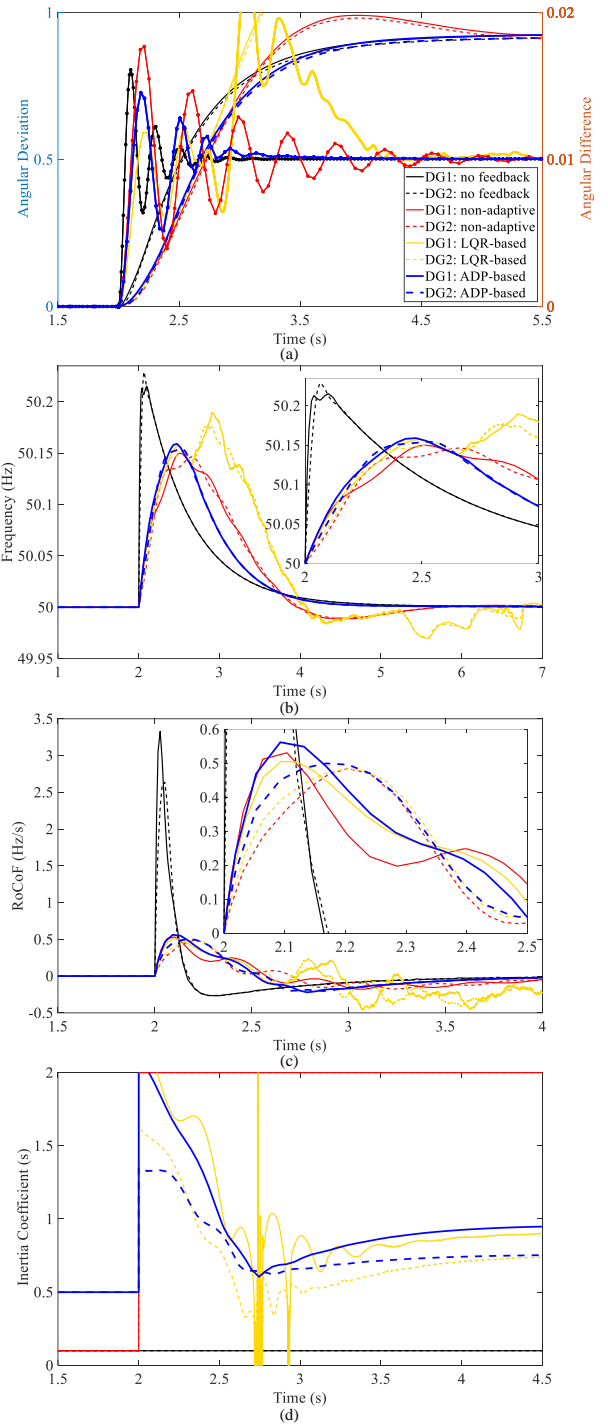 1
0.5
0
Angular Deviation
0.02
0.01
0.00
Angular Difference
DG1: no feedback
DG2: no feedback
DG1: non-adaptive
DG2: non-adaptive
DG1: LQR-based
DG2: LQR-based
DG1: ADP-based
DG2: ADP-based
1.5 2.5 3.5 4.5 5.5
Time (s)
(a)
50.2
50.15
50.1
50.05
50
49.95
Frequency (Hz)
50.2
50.15
50.1
50.05
50
2 2.5 3
1 2 3 4 5 6 7
Time (s)
(b)
3.5
3
2.5
2
1.5
1
0.5
0
-0.5
RoCoF (Hz/s)
0.6
0.5
0.4
0.3
0.2
0.1
0
2 2.1 2.2 2.3 2.4 2.5
1.5 2 2.5 3 3.5 4
Time (s)
(c)
2
1.5
1
0.5
0
Inertia Coefficient (s)
1.5 2 2.5 3 3.5 4 4.5
Time (s)
(d)